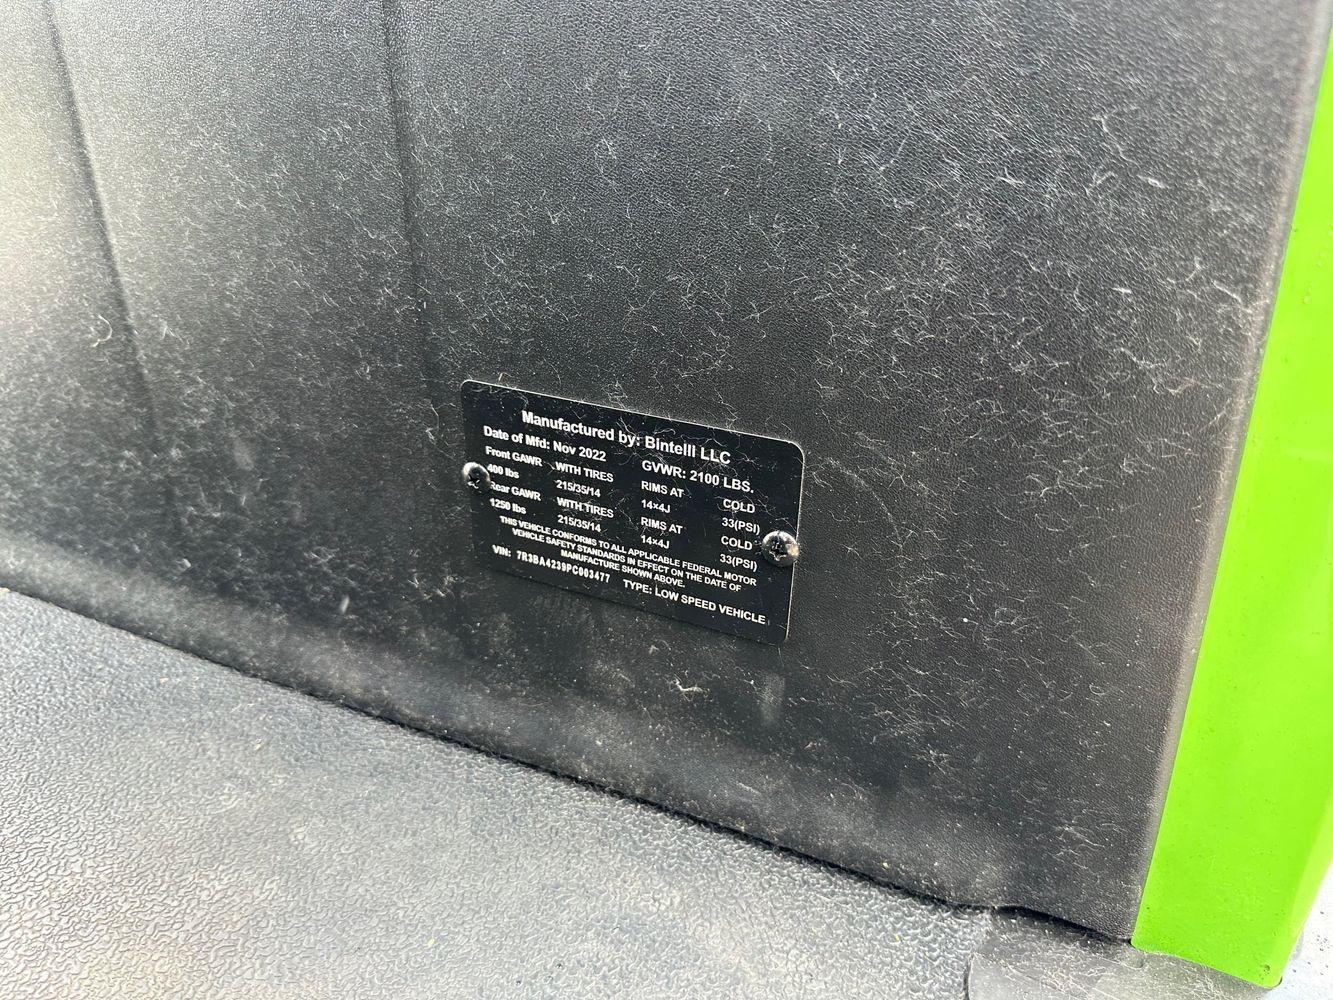 Manufactured by: Bintelli LLC
Date of Mfd: Nov 2022 GVWR: 2100 LBS.
Front GAWR WITH TIRES RIMS AT COLD
400 lbs 215/35/14 14×4J 33(PSI)
Rear GAWR WITH TIRES RIMS AT COLD
1250 lbs 215/35/14 14×4J 33(PSI)
THIS VEHICLE CONFORMS TO ALL APPLICABLE FEDERAL MOTOR
VEHICLE SAFETY STANDARDS IN EFFECT ON THE DATE OF
MANUFACTURE SHOWN ABOVE.
VIN: 7R3BA4239PC003477 TYPE: LOW SPEED VEHICLE